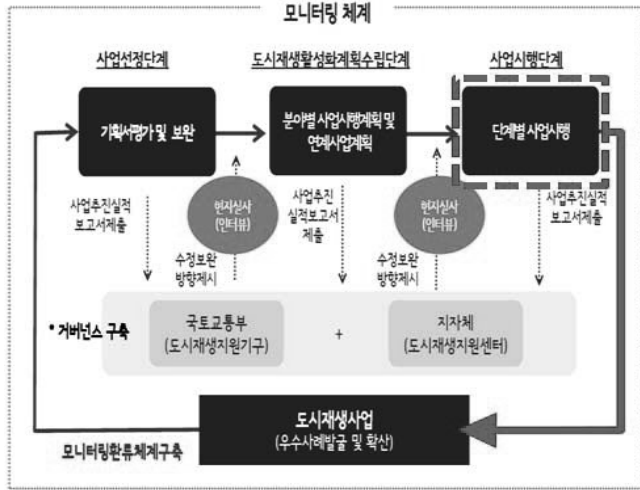 모니터링 체계
사업선정단계
도시재생활성화계획수립단계
사업시행단계
기획서평가 및 보완
분야별 사업시행계획 및
연계사업계획
단계별 사업시행
사업추진실적
보고서제출
현지실사
(인터뷰)
사업추진
실적보고서
제출
현지실사
(인터뷰)
사업추진실적
보고서제출
수정보완
방향제시
수정보완
방향제시
* 거버넌스 구축
국토교통부
(도시재생지원기구)
+
지자체
(도시재생지원센터)
도시재생사업
(우수사례발굴 및 확산)
모니터링환류체계구축